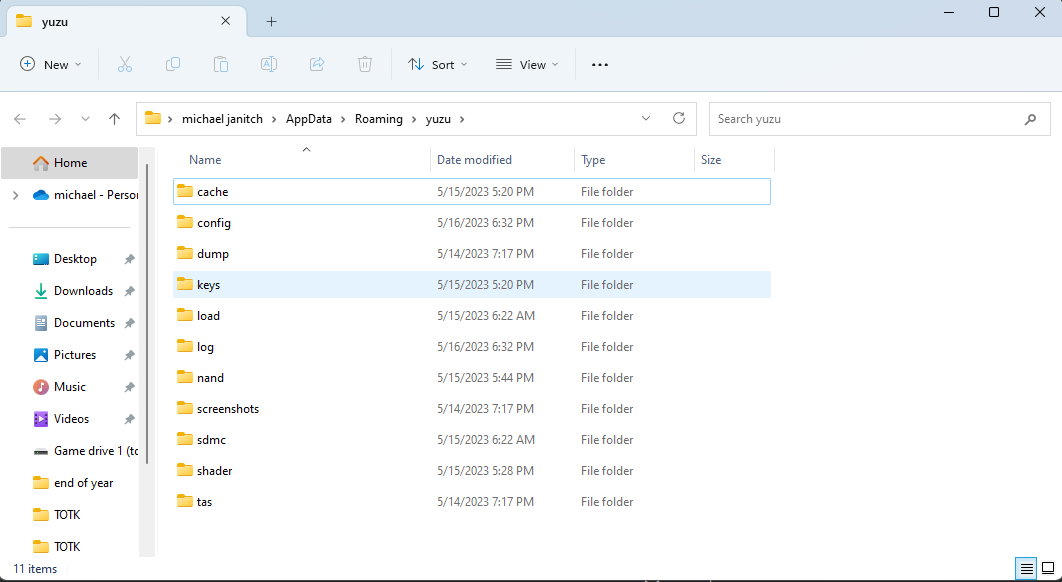 yuzu
New
Sort
View
michael janitch > AppData > Roaming > yuzu >
Search yuzu
Home
michael - Perso
Desktop
Downloads
Documents
Pictures
Music
Videos
Game drive 1 (to
end of year
TOTK
TOTK
Name Date modified Type Size
cache 5/15/2023 5:20 PM File folder
config 5/16/2023 6:32 PM File folder
dump 5/14/2023 7:17 PM File folder
keys 5/15/2023 5:20 PM File folder
load 5/15/2023 6:22 AM File folder
log 5/16/2023 6:32 PM File folder
nand 5/15/2023 5:44 PM File folder
screenshots 5/14/2023 7:17 PM File folder
sdmc 5/15/2023 6:22 AM File folder
shader 5/15/2023 5:28 PM File folder
tas 5/14/2023 7:17 PM File folder
11 items